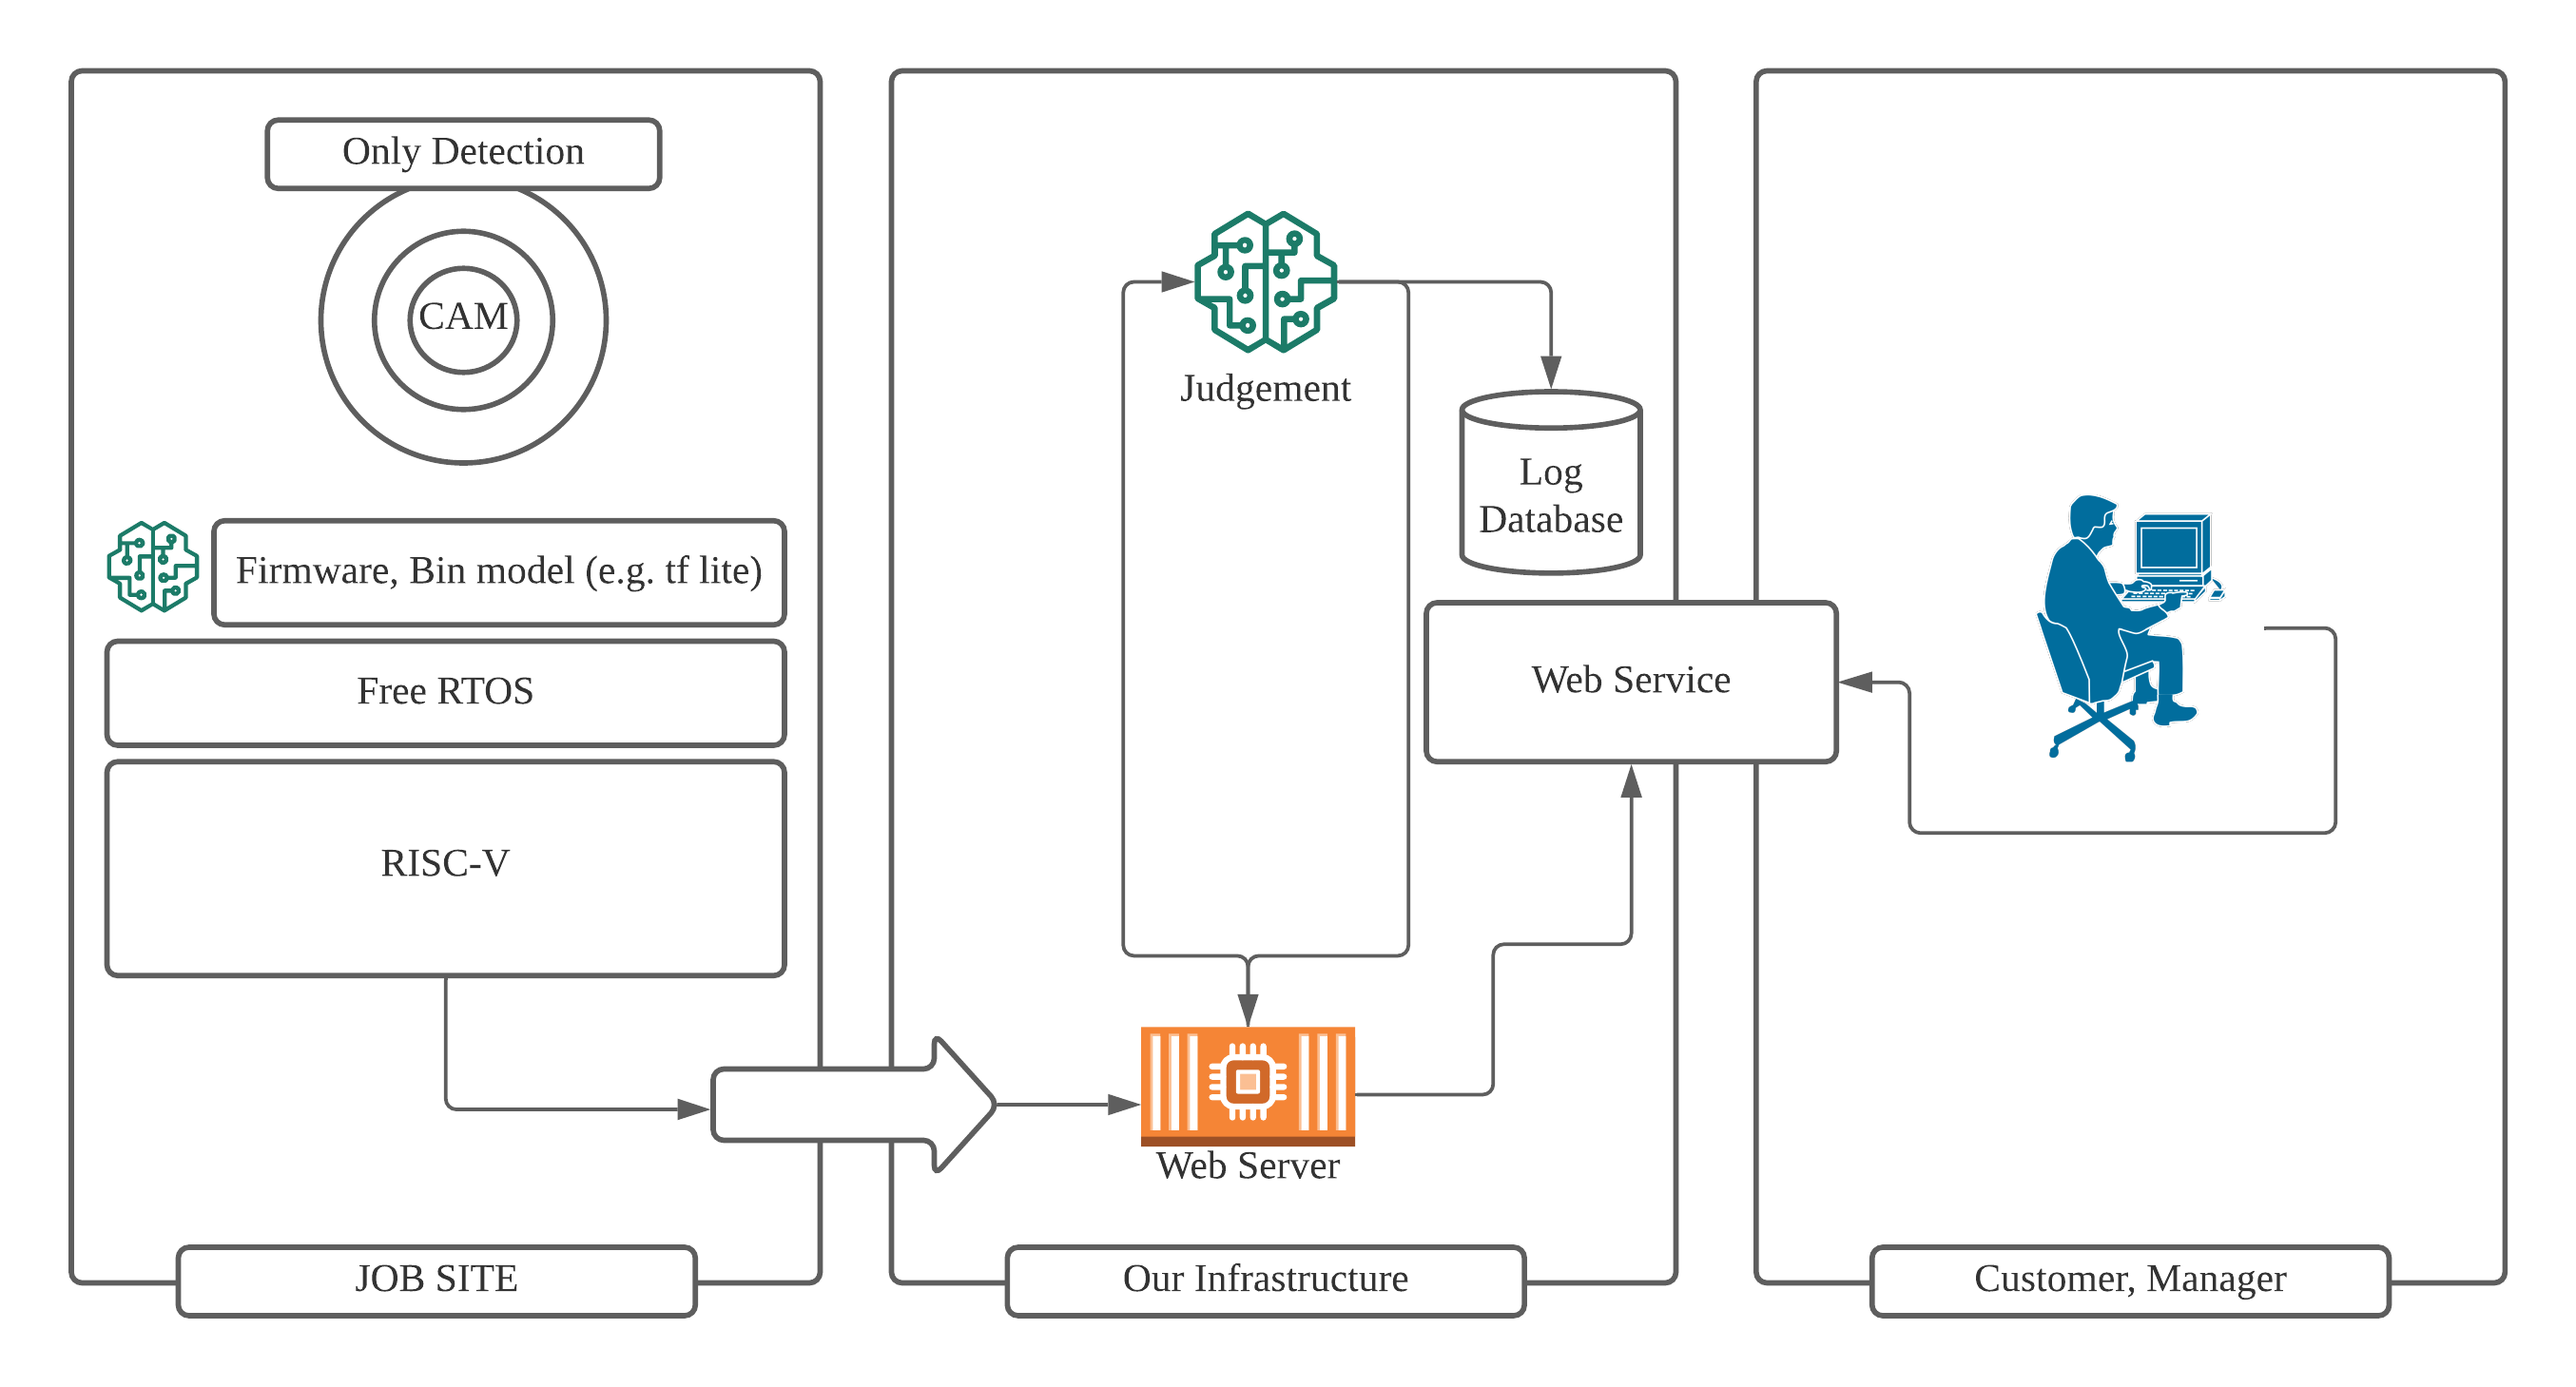 Only Detection
CAM
Firmware, Bin model (e.g. tf lite)
Free RTOS
RISC-V
JOB SITE
Judgement
Log
Database
Web Service
Web Server
Our Infrastructure
Customer, Manager